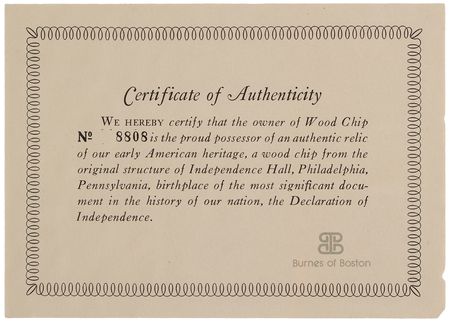 Certificate of Authenticity
WE HEREBY certify that the owner of Wood Chip
Nº 8808 is the proud possessor of an authentic relic
of our early American heritage, a wood chip from the
original structure of Independence Hall, Philadelphia,
Pennsylvania, birthplace of the most significant docu-
ment in the history of our nation, the Declaration of
Independence.
Burnes of Boston